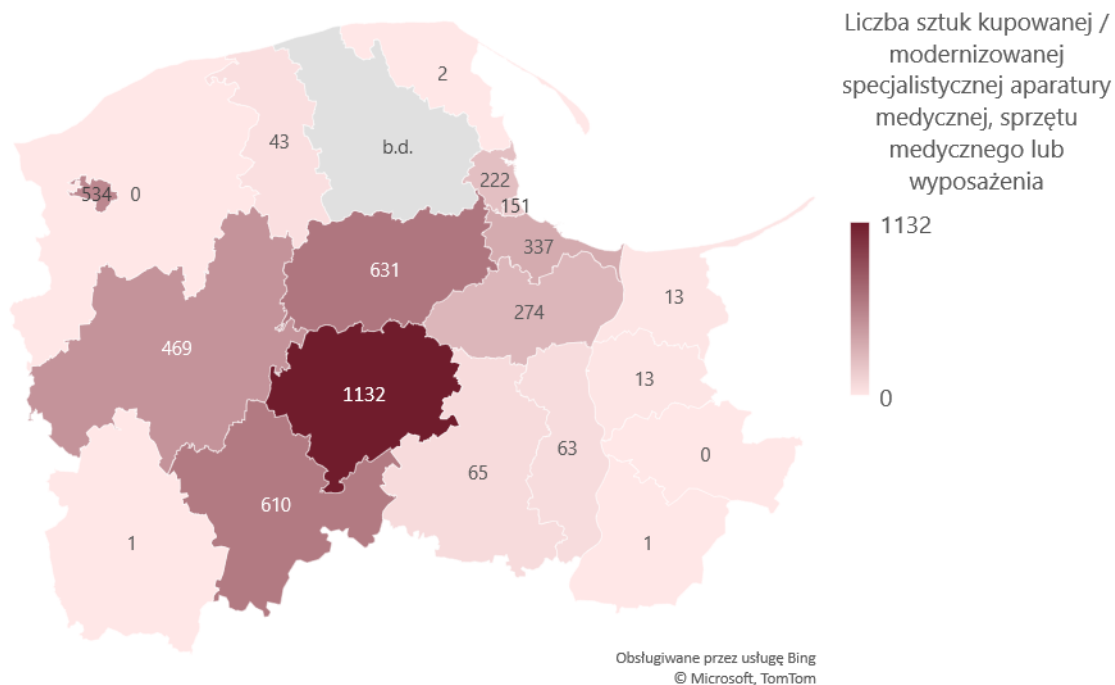 Liczba sztuk kupowanej /
modernizowanej
specjalistycznej aparatury
medycznej, sprzętu
medycznego lub
wyposażenia
1132
0
2
43
b.d.
534
0
222
151
337
631
274
13
469
1132
13
65
63
0
610
1
1
Obsługiwane przez usługę Bing
© Microsoft, TomTom